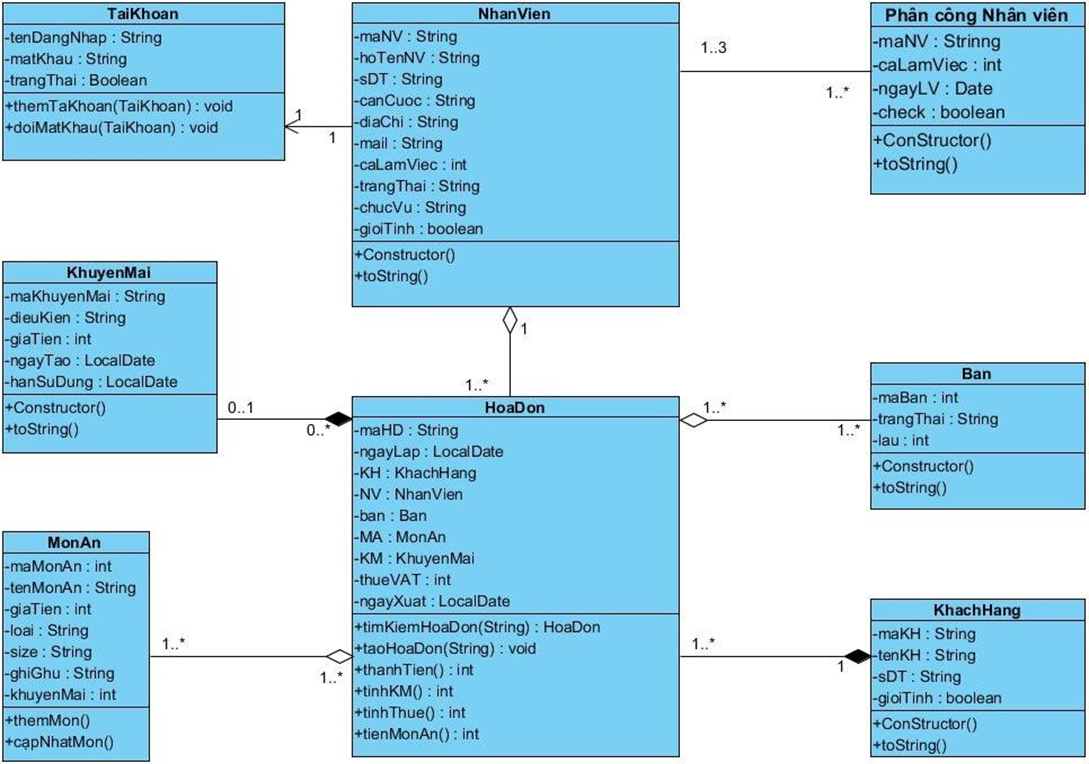 TaiKhoan
-tenDangNhap : String
-matKhau : String
-trangThai : Boolean
+themTaKhoan(TaiKhoan) : void
+doiMatKhau(TaiKhoan) : void
1
1
NhanVien
-maNV : String
-hoTenNV : String
-sDT : String
-canCuoc : String
-diaChi : String
-mail : String
-caLamViec : int
-trangThai : String
-chucVu : String
-gioiTinh : boolean
+Constructor()
+toString()
1..3
1..*
Phân công Nhân viên
-maNV : Strinng
-caLamViec : int
-ngayLV : Date
-check : boolean
+ConStructor()
+toString()
KhuyenMai
-maKhuyenMai : String
-dieuKien : String
-giaTien : int
-ngayTao : LocalDate
-hanSuDung : LocalDate
+Constructor()
+toString()
0..1
0..*
1
1..*
HoaDon
-maHD : String
-ngayLap : LocalDate
-KH : KhachHang
-NV : NhanVien
-ban : Ban
-MA : MonAn
-KM : KhuyenMai
-thueVAT : int
-ngayXuat : LocalDate
+timKiemHoaDon(String) : HoaDon
+taoHoaDon(String) : void
+thanhTien() : int
+tinhKM() : int
+tinhThue() : int
+tienMonAn() : int
1..*
1..*
Ban
-maBan : int
-trangThai : String
-lau : int
+Constructor()
+toString()
MonAn
-maMonAn : int
-tenMonAn : String
-giaTien : int
-loai : String
-size : String
-ghiGhu : String
-khuyenMai : int
+themMon()
+cạpNhatMon()
1..*
1..*
1..*
1
KhachHang
-maKH : String
-tenKH : String
-sDT : String
-gioiTinh : boolean
+ConStructor()
+toString()